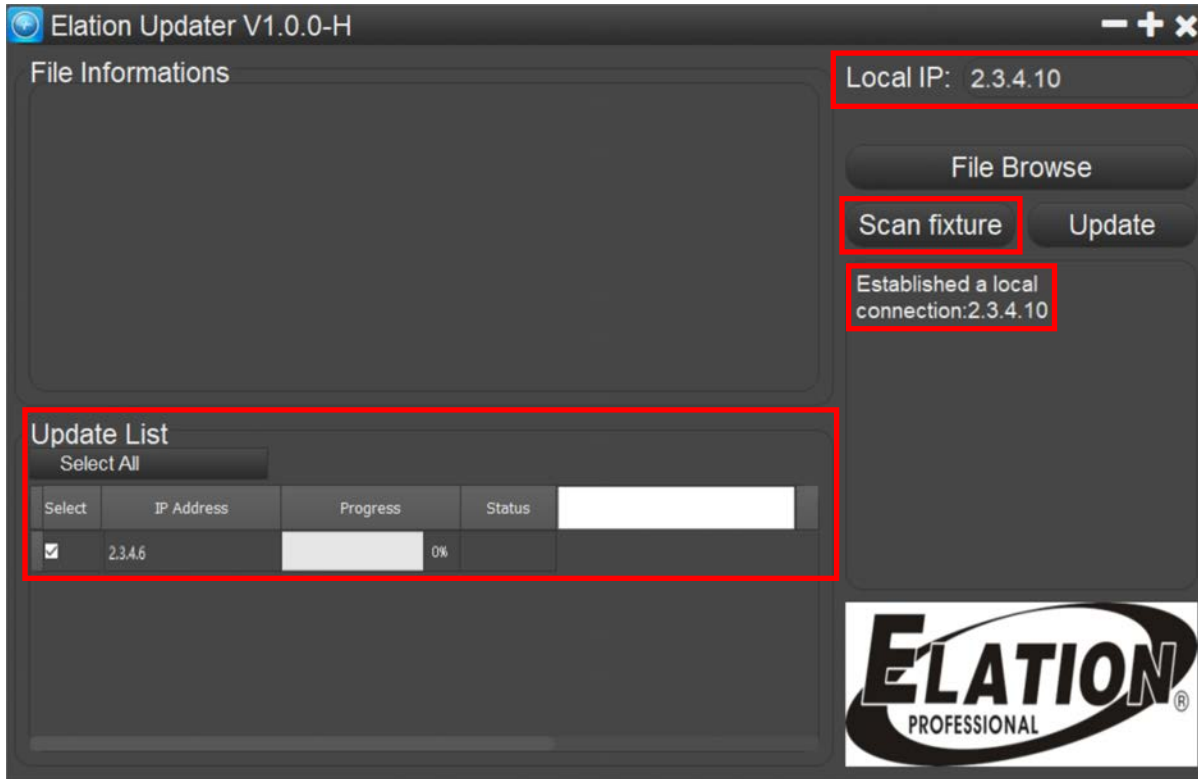 Elation Updater V1.0.0-H
File Informations
Local IP: 2.3.4.10
File Browse
Scan fixture
Update
Established a local
connection:2.3.4.10
Update List
Select All
Select IP Address Progress Status
2.3.4.6 0%
ELATION
PROFESSIONAL
®